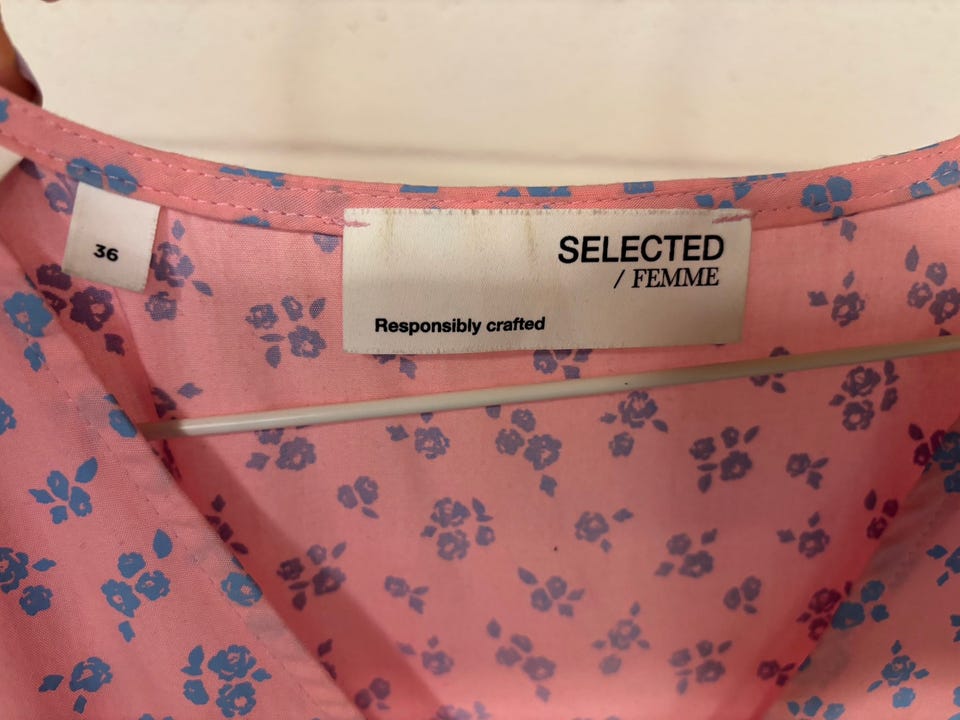 36
SELECTED
/ FEMME
Responsibly crafted